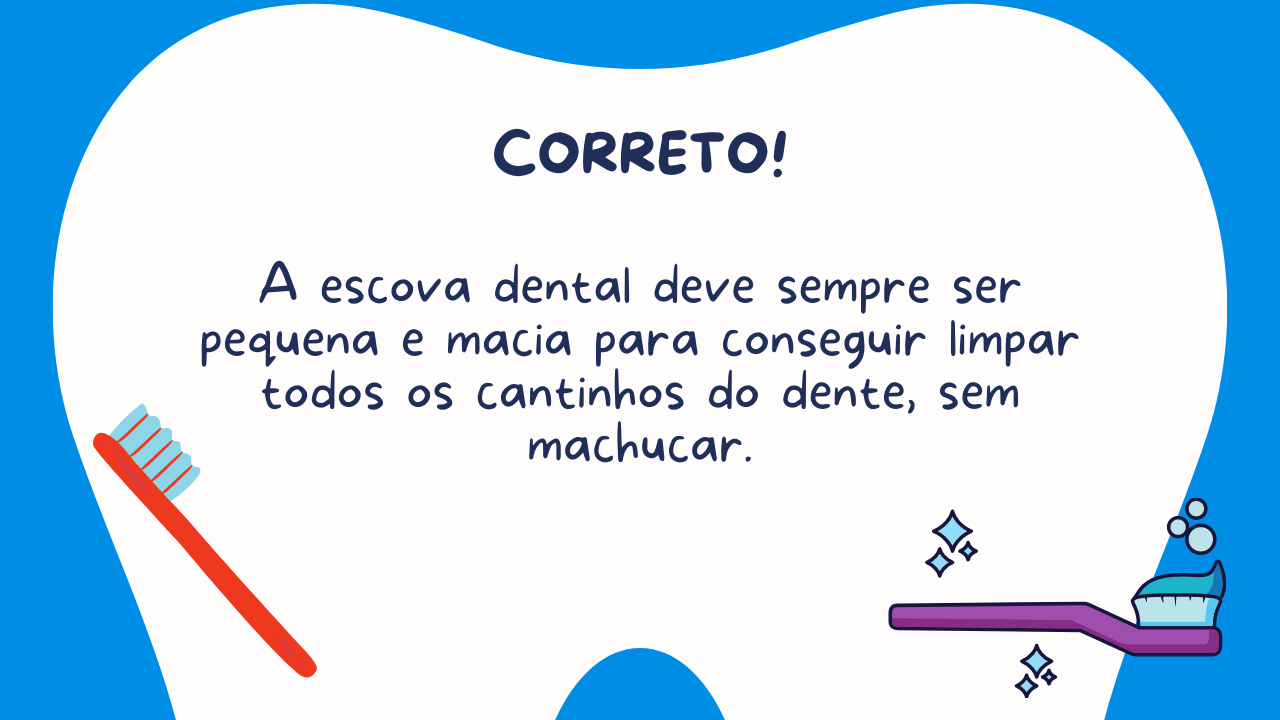 CORRETO!
A escova dental deve sempre ser
pequena e macia para conseguir limpar
todos os cantinhos do dente, sem
machucar.